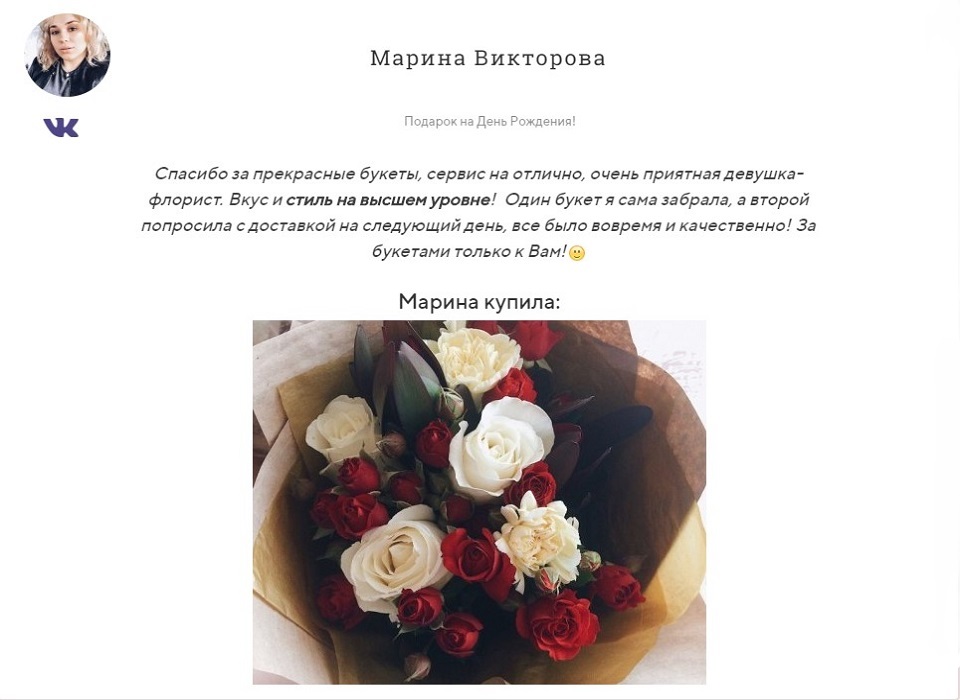 Марина Викторова
Подарок на День Рождения!
Спасибо за прекрасные букеты, сервис на отлично, очень приятная девушка-
флорист. Вкус и стиль на высшем уровне!  Один букет я сама забрала, а второй
попросила с доставкой на следующий день, все было вовремя и качественно! За
букетами только к Вам!🙂
Марина купила: